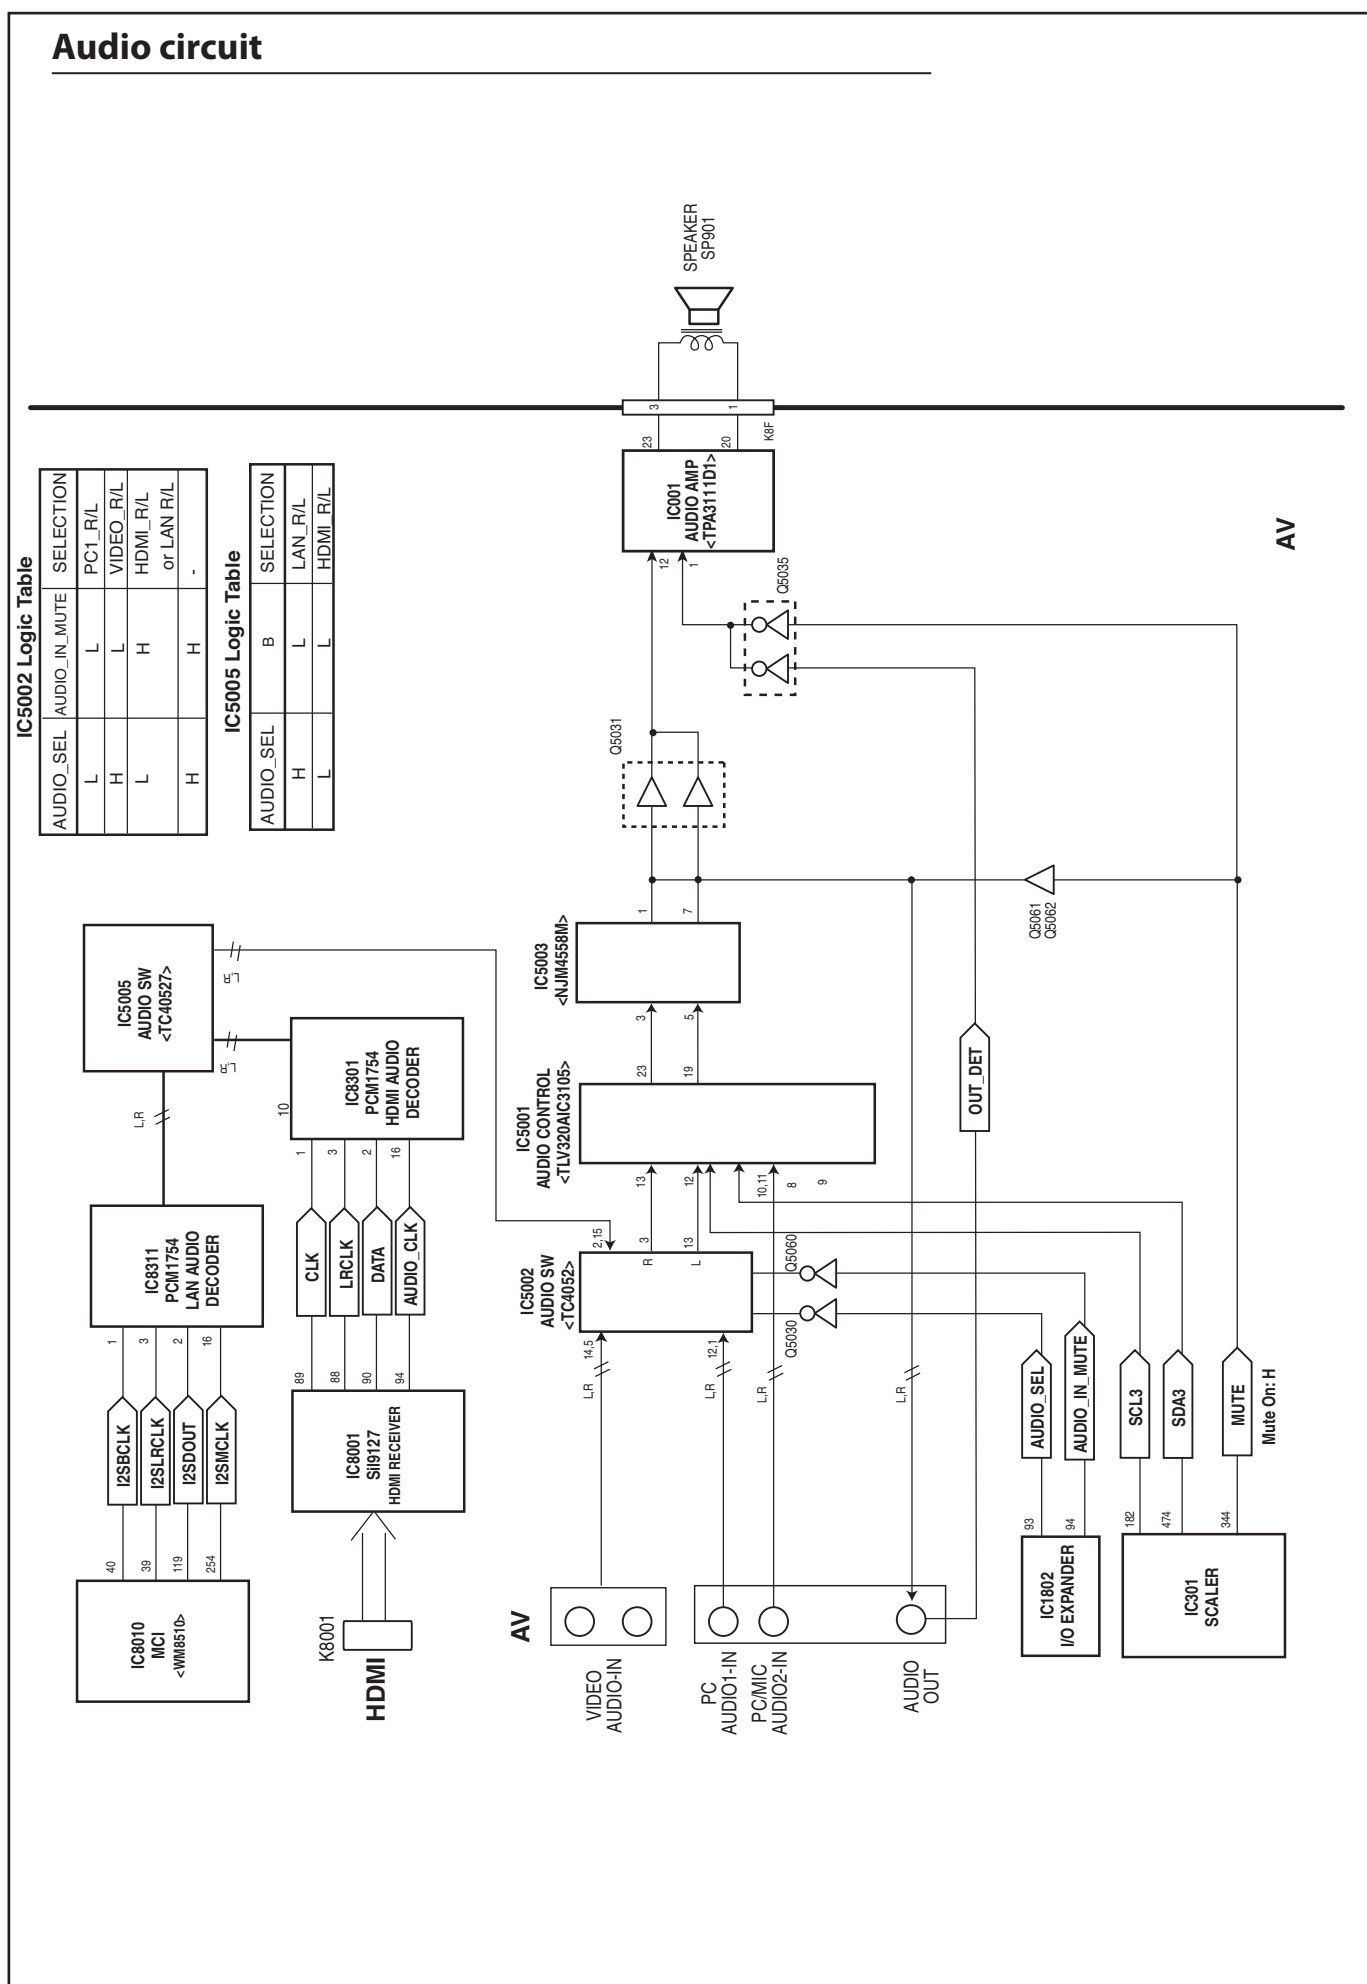 Audio circuit
IC5002 Logic Table
AUDIO_SEL AUDIO_IN_MUTE SELECTION
L L PC1_R/L
H L VIDEO_R/L
L H HDMI_R/L
or LAN R/L
H H -
IC5005 Logic Table
AUDIO_SEL B SELECTION
H L LAN_R/L
L L HDMI_R/L
IC8010
MCI
<WM8510>
40
39
119
254
I2SBCLK
I2SLRCLK
I2SDOUT
I2SMCLK
1
3
2
16
IC8311
PCM1754
LAN AUDIO
DECODER
L,R
IC5005
AUDIO SW
<TC40527>
L,R
L,R
HDMI
K8001
IC8001
SiI9127
HDMI RECEIVER
89
88
90
94
CLK
LRCLK
DATA
AUDIO_CLK
1
3
2
16
10
IC8301
PCM1754
HDMI AUDIO
DECODER
AV
VIDEO
AUDIO-IN
PC
AUDIO1-IN
PC/MIC
AUDIO2-IN
AUDIO
OUT
L,R
14,5
L,R
12,1
L,R
L,R
IC5002
AUDIO SW
<TC4052>
2,15
R
L
3
13
Q5030
Q5060
13
12
10,11
8
9
IC5001
AUDIO CONTROL
<TLV320AIC3105>
23
19
3
5
IC5003
<NJM4558M>
1
7
Q5031
Q5061
Q5062
OUT_DET
Q5035
12
1
IC001
AUDIO AMP
<TPA3111D1>
23
20
3
1
K8F
SPEAKER
SP901
AV
IC1802
I/O EXPANDER
93
94
AUDIO_SEL
AUDIO_IN_MUTE
IC301
SCALER
182
474
344
SCL3
SDA3
MUTE
Mute On: H